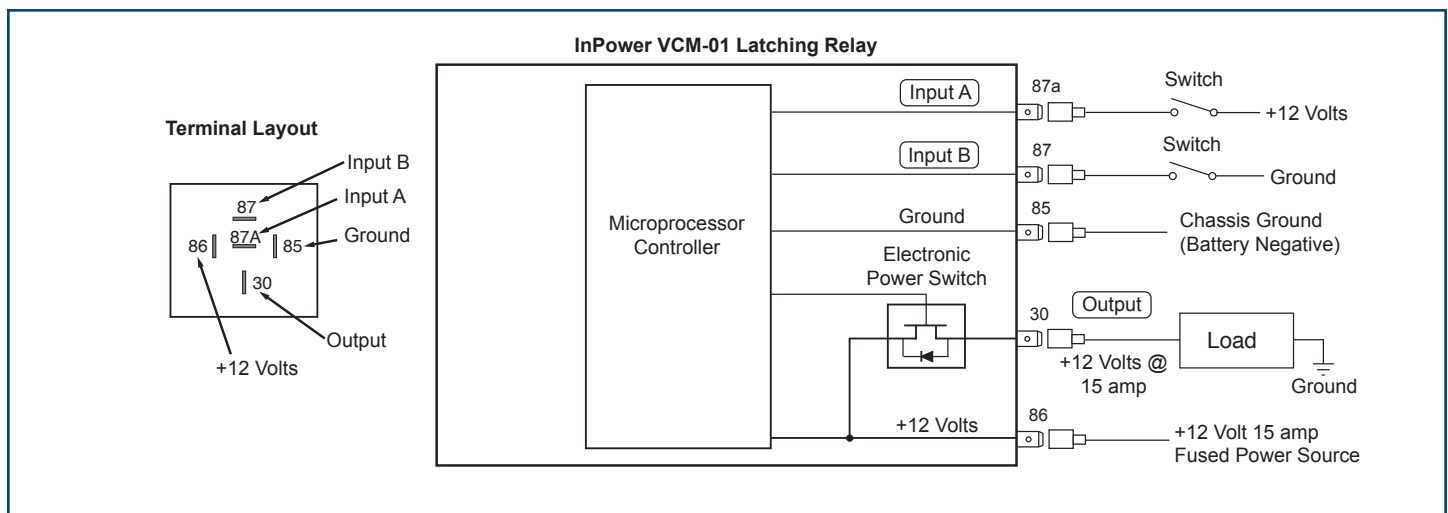 InPower VCM-01 Latching Relay
Terminal Layout
Input B
Input A
Ground
Output
+12 Volts
87
87A
86
85
30
Microprocessor
Controller
Input A
87a
Switch
+12 Volts
Input B
87
Switch
Ground
Ground
85
Chassis Ground
(Battery Negative)
Electronic
Power Switch
30
Output
+12 Volts @
15 amp
Load
Ground
+12 Volts
86
+12 Volt 15 amp
Fused Power Source